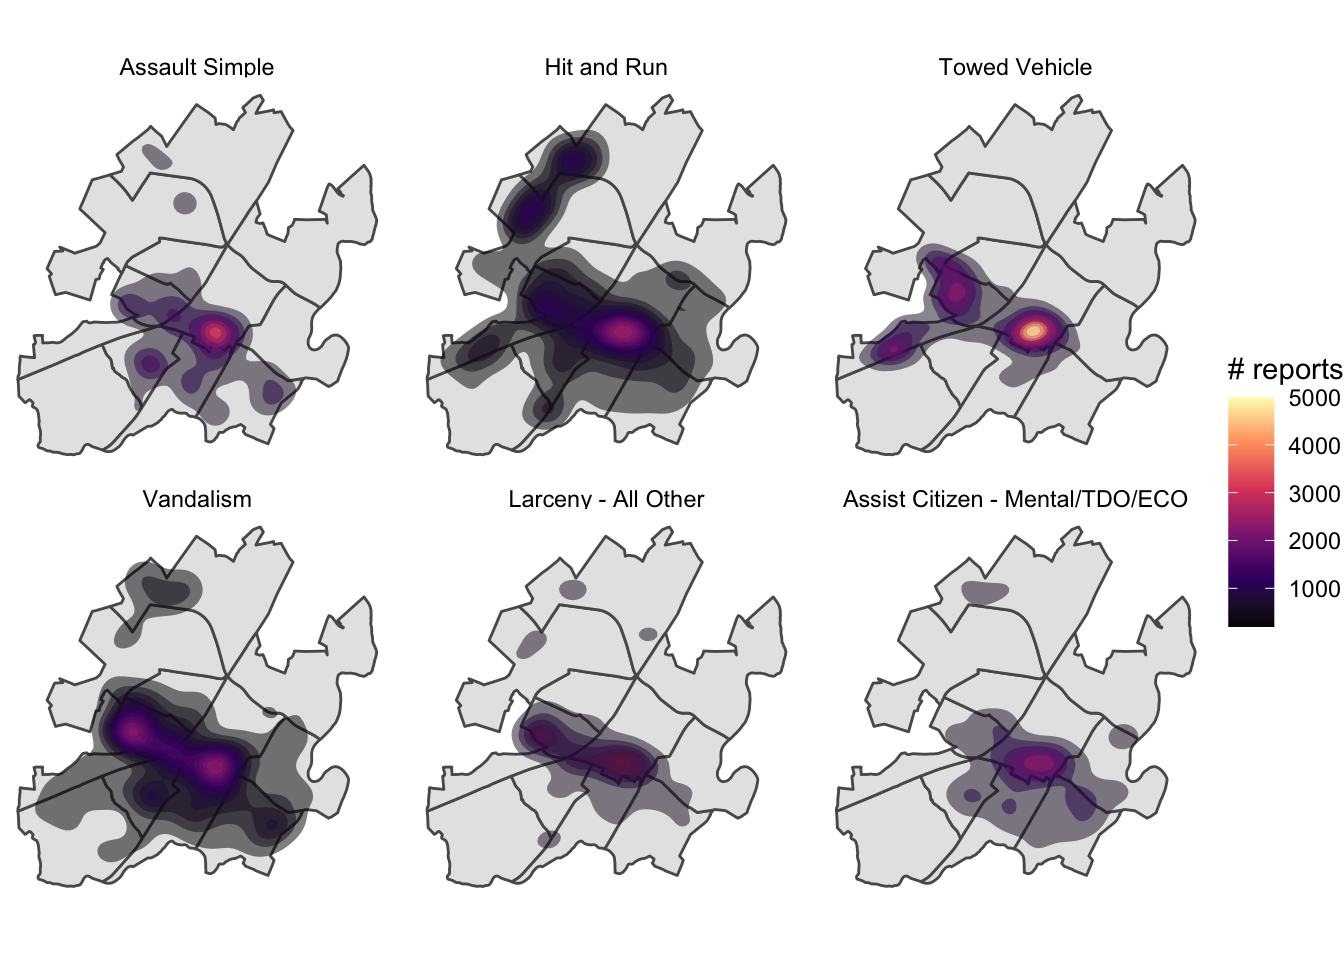 Assault Simple
Hit and Run
Towed Vehicle
Vandalism
Larceny - All Other
Assist Citizen - Mental/TDO/ECO
# reports
5000
4000
3000
2000
1000